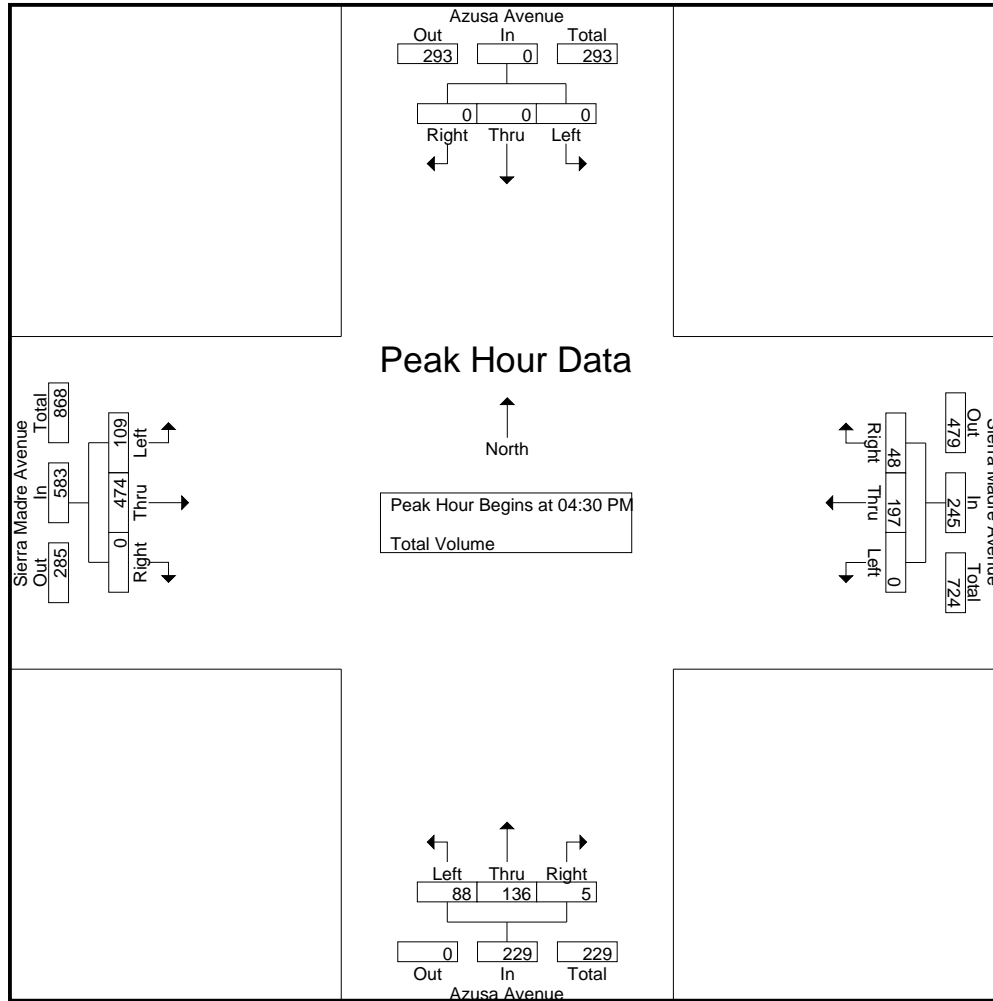 Azusa Avenue
Out In Total
293 0 293
0 0 0
Right Thru Left
Peak Hour Data
North
Peak Hour Begins at 04:30 PM
Total Volume
Sierra Madre Avenue
Total In Out
868 583 285
109 474 0
Left Thru Right
Sierra Madre Avenue
Out In Total
479 245 724
48 197 0
Right Thru Left
Left Thru Right
88 136 5
0 229 229
Out In Total
Azusa Avenue